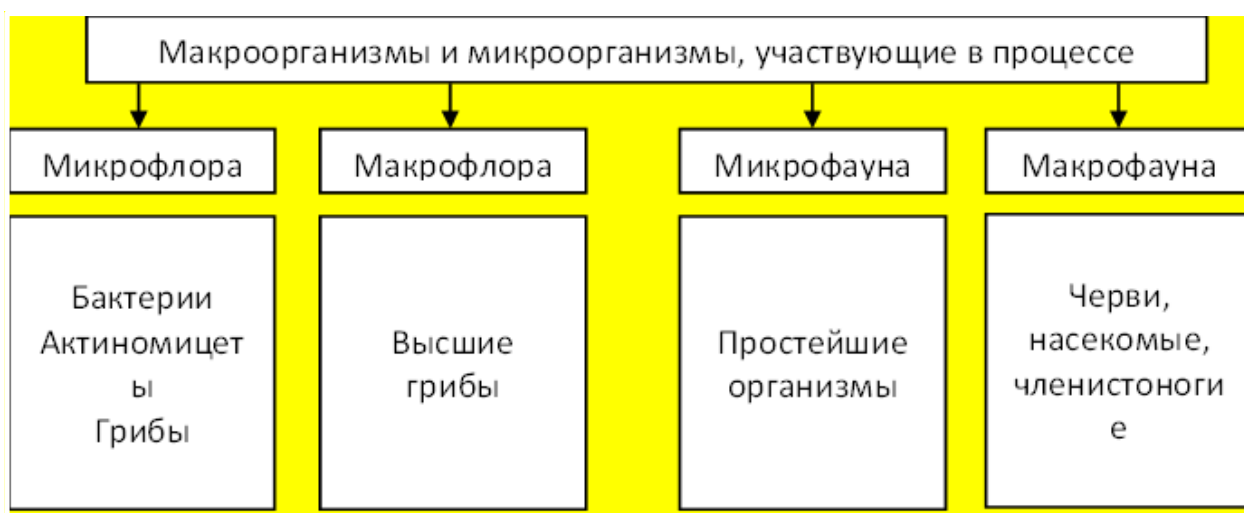 Макроорганизмы и микроорганизмы, участвующие в процессе
Микрофлора
Макрофлора
Микрофауна
Макрофауна
Бактерии
Актиномицет
ы
Грибы
Высшие
грибы
Простейшие
организмы
Черви,
насекомые,
членистоноги
е